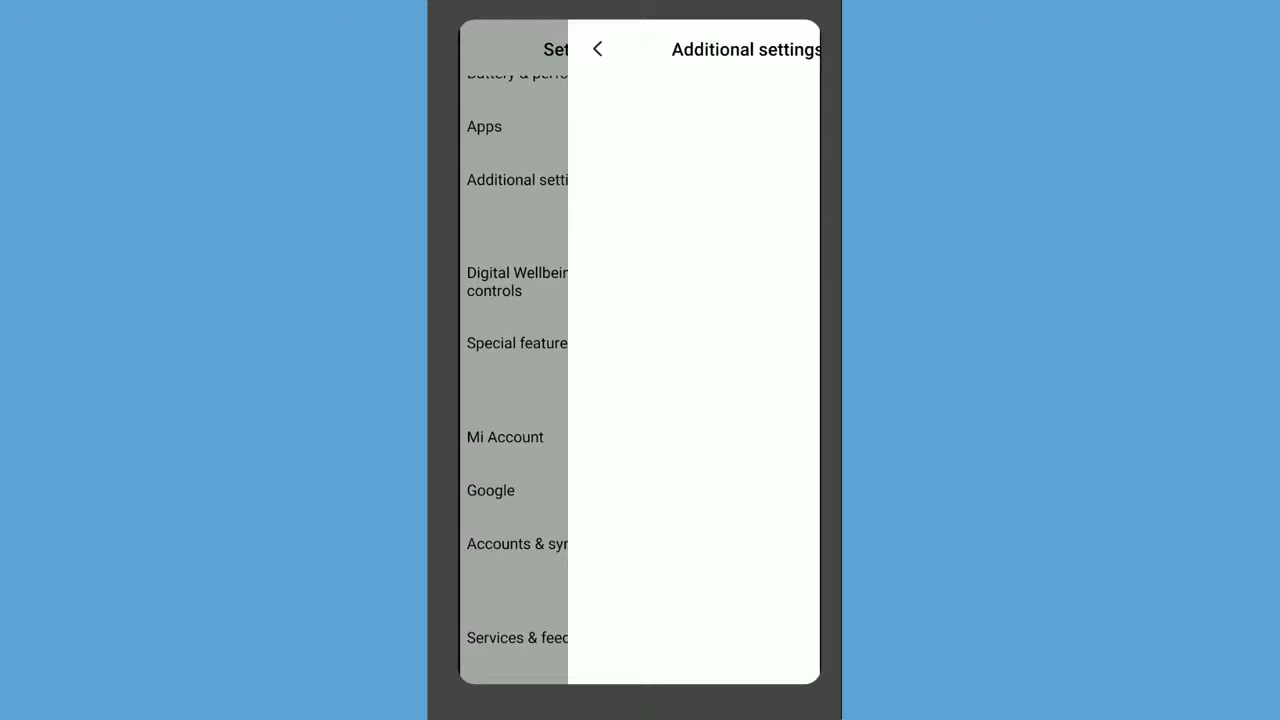 Set
Additional settings
Apps
Additional setti
Digital Wellbein
controls
Special feature
Mi Account
Google
Accounts & syn
Services & feed